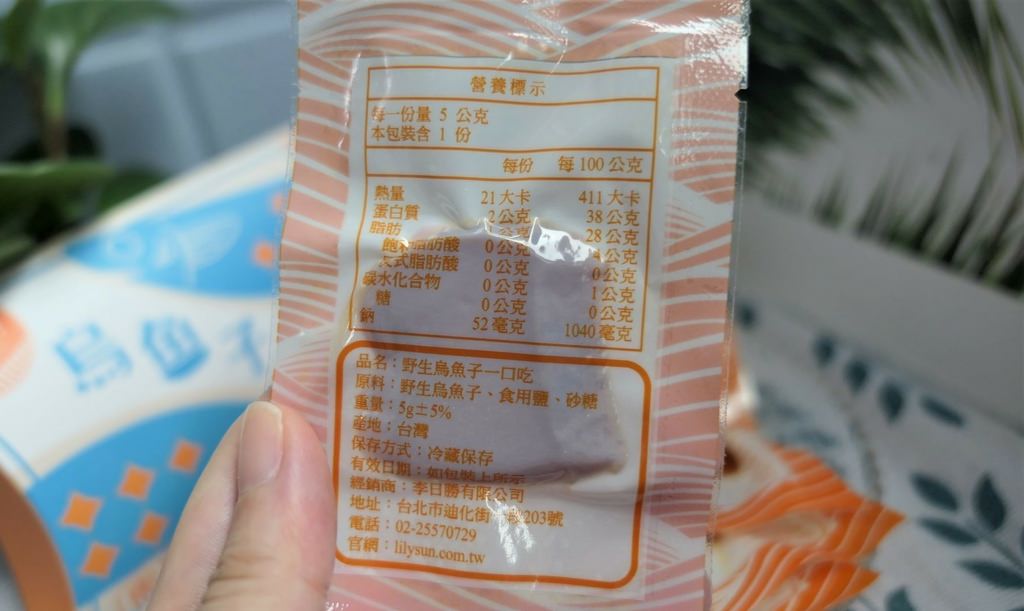 營養標示
每一份量 5 公克
本包裝含 1 份
每份 每 100 公克
熱量 21 大卡 411 大卡
蛋白質 2 公克 38 公克
脂肪 公克 28 公克
脂肪酸 0 公克 公克
式脂肪酸 0 公克 0 公克
碳水化合物 0 公克 1 公克
糖 0 公克 0 公克
鈉 52 毫克 1040 毫克
品名：野生烏魚子一口吃
原料：野生烏魚子、食用鹽、砂糖
重量：5g±5%
產地：台灣
保存方式：冷藏保存
有效日期：如包裝上所示
經銷商：李日勝有限公司
地址：台北市迪化街 段203號
電話：02-25570729
官網：lilysun.com.tw
烏魚子